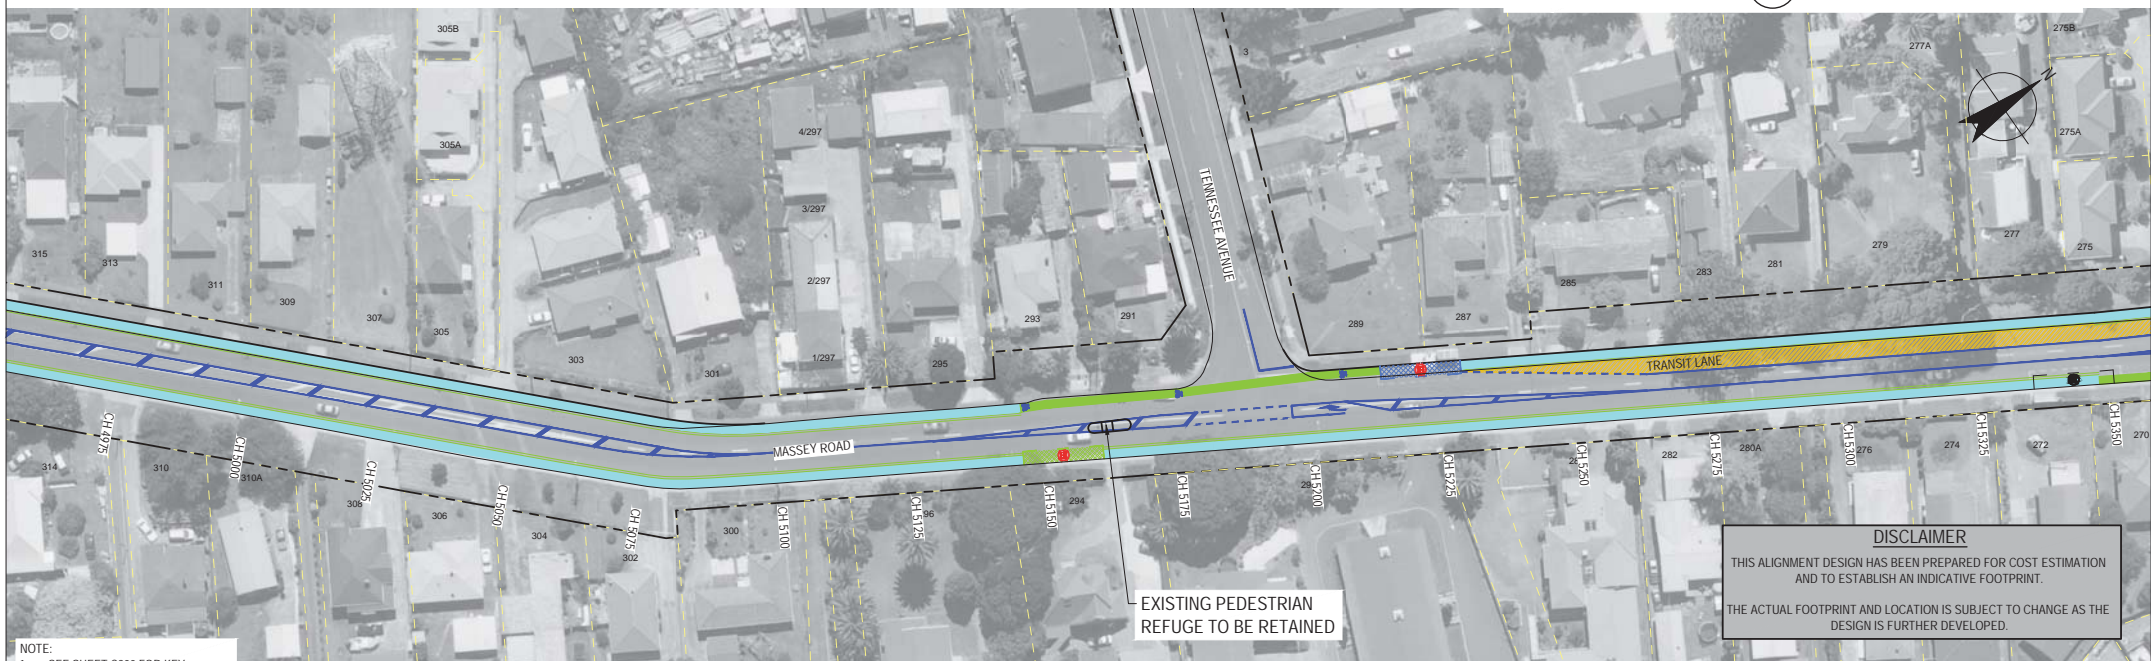 305B
3
277A
275B
N
4/297
305A
275A
3/297
TENNESSEE AVENUE
315
313
2/297
277
275
279
281
283
285
311
309
307
305
303
301
1/297
295
293
291
289
287
TRANSIT LANE
MASSEY ROAD
314
310
310A
308
306
304
302
300
294
282
280A
276
274
272
270
CH 4975
CH 5000
CH 5025
CH 5050
CH 5075
CH 5100
CH 5125
CH 5150
CH 5175
CH 5200
CH 5225
CH 5250
CH 5275
CH 5300
CH 5325
CH 5350
EXISTING PEDESTRIAN
REFUGE TO BE RETAINED
DISCLAIMER
THIS ALIGNMENT DESIGN HAS BEEN PREPARED FOR COST ESTIMATION
AND TO ESTABLISH AN INDICATIVE FOOTPRINT.
THE ACTUAL FOOTPRINT AND LOCATION IS SUBJECT TO CHANGE AS THE
DESIGN IS FURTHER DEVELOPED.
NOTE: